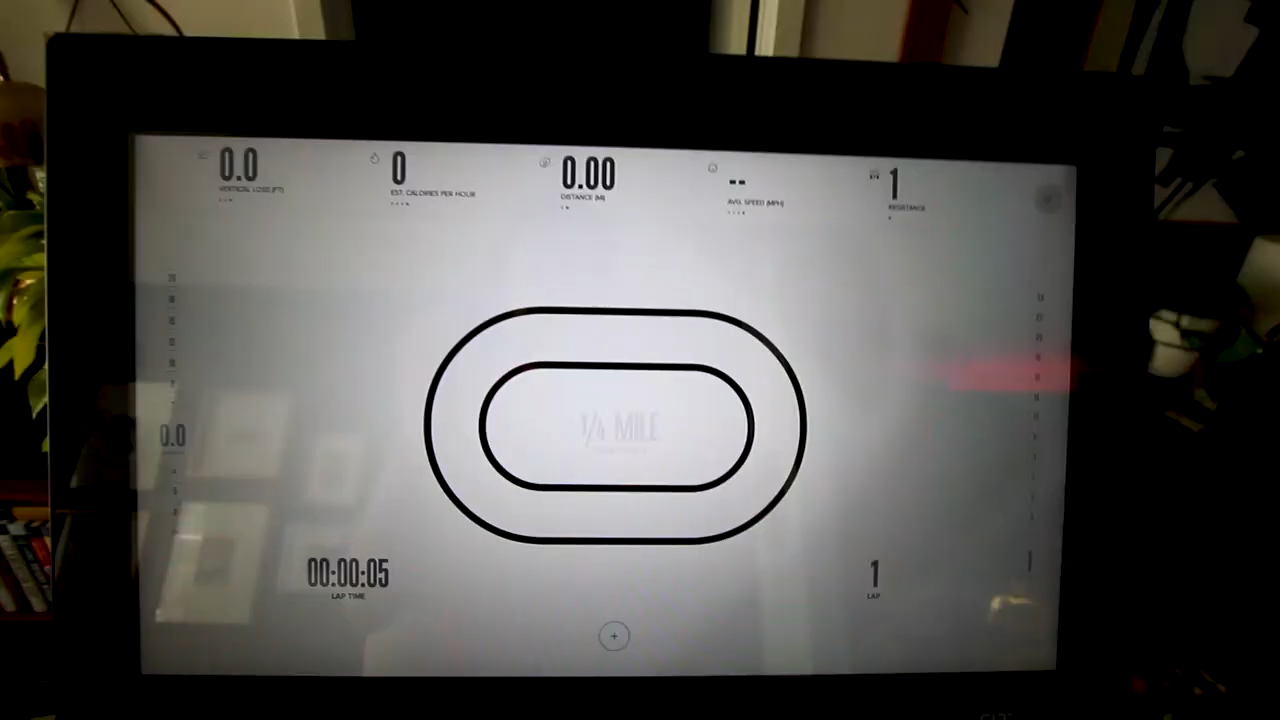 0.0
VERTICAL LOSS (FT)
0
EST. CALORIES PER HOUR
0.00
DISTANCE (MI)
--
AVG. SPEED (MPH)
1
RESISTANCE
0.0
1/4 MILE
00:00:05
LAP TIME
1
LAP
+